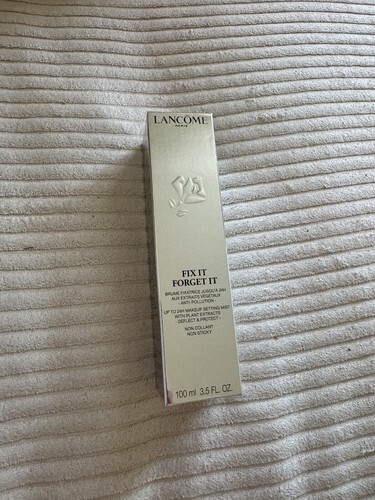 LANCÔME
PARIS
FIX IT
FORGET IT
BRUME FIXATRICE JUSQU'À 24H
AUX EXTRAITS VÉGÉTAUX
- ANTI-POLLUTION -
UP TO 24H MAKEUP SETTING MIST
WITH PLANT EXTRACTS
- DEFLECT & PROTECT -
NON COLLANT
NON STICKY
100 ml 3.5 FL. OZ.